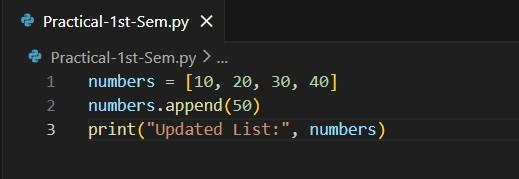 Practical-1st-Sem.py
Practical-1st-Sem.py > ...
1 numbers = [10, 20, 30, 40]
2 numbers.append(50)
3 print("Updated List:", numbers)